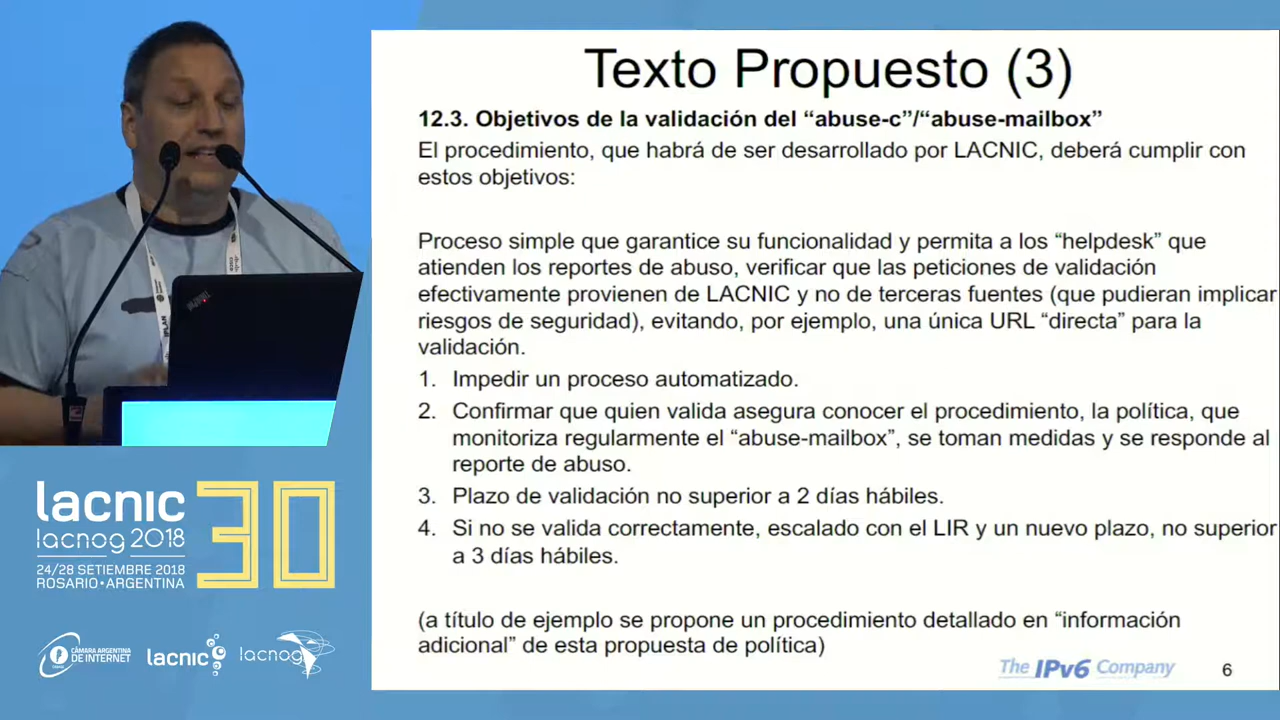 Texto Propuesto (3)
12.3. Objetivos de la validación del “abuse-c”/“abuse-mailbox”
El procedimiento, que habrá de ser desarrollado por LACNIC, deberá cumplir con
estos objetivos:
Proceso simple que garantice su funcionalidad y permita a los “helpdesk” que
atienden los reportes de abuso, verificar que las peticiones de validación
efectivamente provienen de LACNIC y no de terceras fuentes (que pudieran implicar
riesgos de seguridad), evitando, por ejemplo, una única URL “directa” para la
validación.
1. Impedir un proceso automatizado.
2. Confirmar que quien valida asegura conocer el procedimiento, la política, que
monitoriza regularmente el “abuse-mailbox”, se toman medidas y se responde al
reporte de abuso.
3. Plazo de validación no superior a 2 días hábiles.
4. Si no se valida correctamente, escalado con el LIR y un nuevo plazo, no superior
a 3 días hábiles.
(a título de ejemplo se propone un procedimiento detallado en “información
adicional” de esta propuesta de política)
The IPv6 Company
6
lacnic 30
lacnog 2018
24/28 SETIEMBRE 2018
ROSARIO•ARGENTINA
CÁMARA ARGENTINA
DE INTERNET
lacnic
lacnog